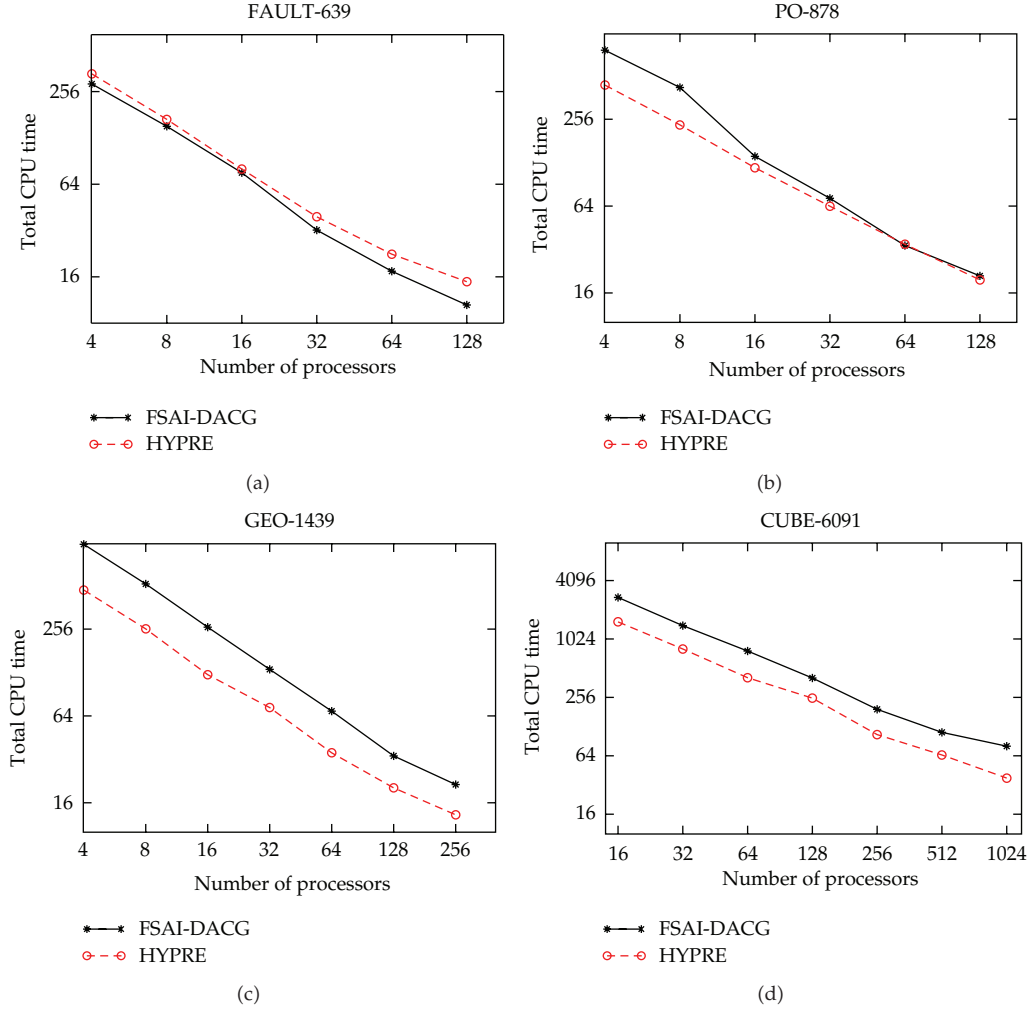 FAULT-639
256
64
16
Total CPU time
4 8 16 32 64 128
Number of processors
FSAI-DACG
HYPRE
(a)
PO-878
256
64
16
Total CPU time
4 8 16 32 64 128
Number of processors
FSAI-DACG
HYPRE
(b)
GEO-1439
256
64
16
Total CPU time
4 8 16 32 64 128 256
Number of processors
FSAI-DACG
HYPRE
(c)
CUBE-6091
4096
1024
256
64
16
Total CPU time
16 32 64 128 256 512 1024
Number of processors
FSAI-DACG
HYPRE
(d)